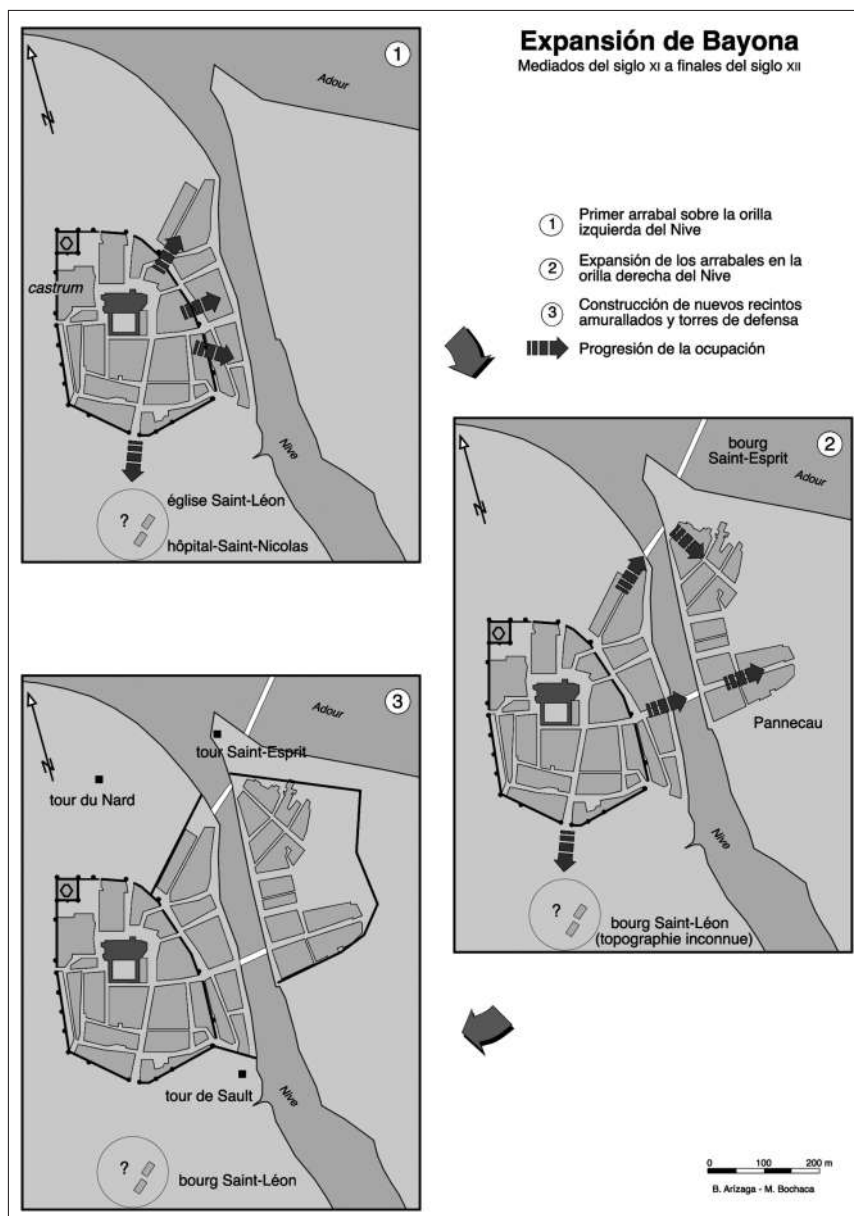 Expansión de Bayona
Mediados del siglo XI a finales del siglo XII
1
Primer arrabal sobre la orilla
izquierda del Nive
2
Expansión de los arrabales en la
orilla derecha del Nive
3
Construcción de nuevos recintos
amurallados y torres de defensa
Progresión de la ocupación
1
Adour
N
castrum
Nive
?
église Saint-Léon
hôpital-Saint-Nicolas
2
bourg
Saint-Esprit
Adour
N
Pannecau
Nive
?
bourg Saint-Léon
(topographie inconnue)
3
Adour
N
tour Saint-Esprit
tour du Nard
tour de Sault
Nive
?
bourg Saint-Léon
0 100 200 m
B. Arízaga - M. Bochaca